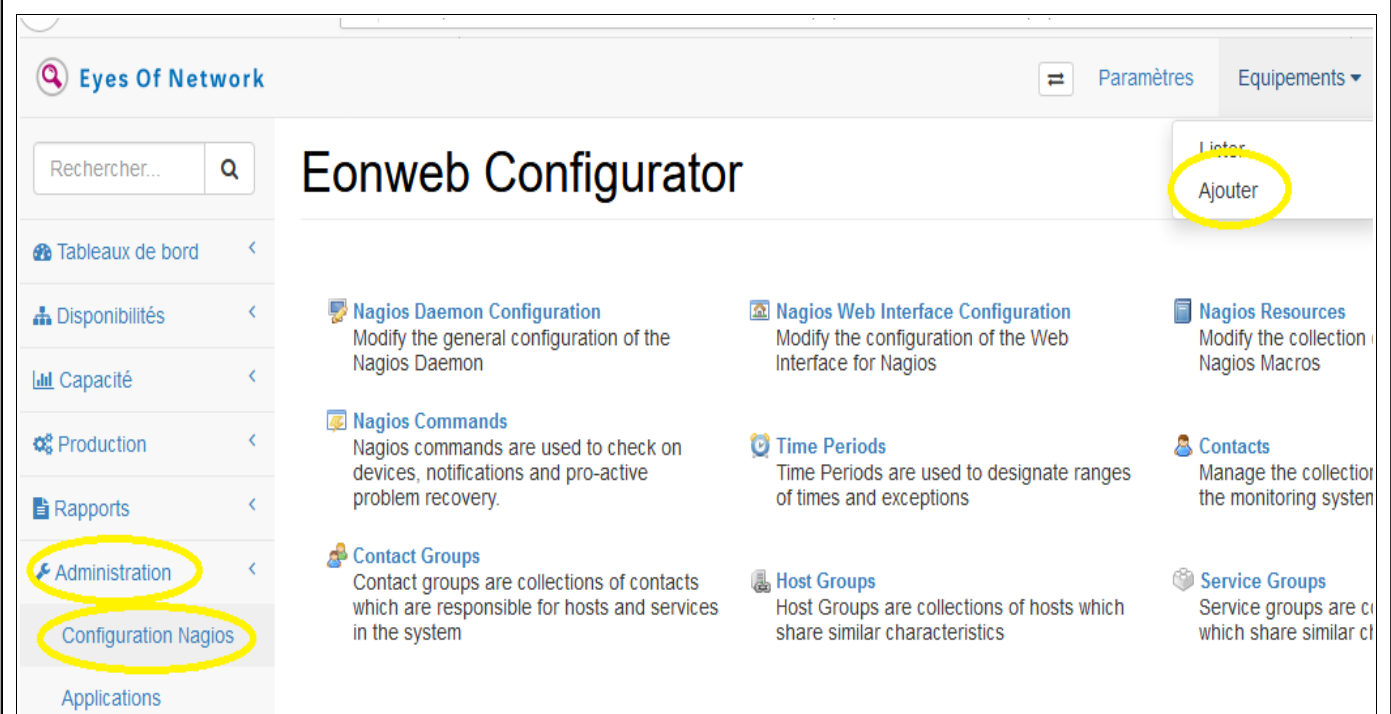 Eyes Of Network
Paramètres
Equipements
Rechercher...
Eonweb Configurator
Lister
Ajouter
Tableaux de bord
Disponibilités
Capacité
Production
Rapports
Administration
Configuration Nagios
Applications
Nagios Daemon Configuration
Modify the general configuration of the
Nagios Daemon
Nagios Web Interface Configuration
Modify the configuration of the Web
Interface for Nagios
Nagios Resources
Modify the collection
Nagios Macros
Nagios Commands
Nagios commands are used to check on
devices, notifications and pro-active
problem recovery.
Time Periods
Time Periods are used to designate ranges
of times and exceptions
Contacts
Manage the collection
the monitoring system
Contact Groups
Contact groups are collections of contacts
which are responsible for hosts and services
in the system
Host Groups
Host Groups are collections of hosts which
share similar characteristics
Service Groups
Service groups are
which share similar